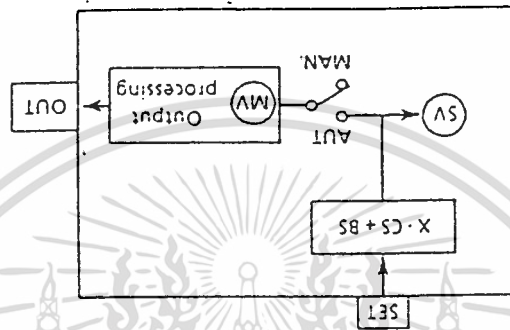 SET
X · CS + BS
SV
AUT
MAN.
MV
Output
processing
OUT